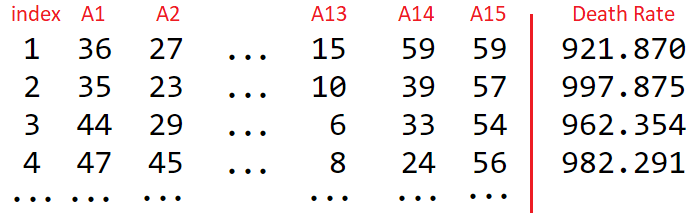 index A1 A2 A13 A14 A15 Death Rate
1 36 27 ... 15 59 59 921.870
2 35 23 ... 10 39 57 997.875
3 44 29 ... 6 33 54 962.354
4 47 45 ... 8 24 56 982.291
... ... ... ... ... ...